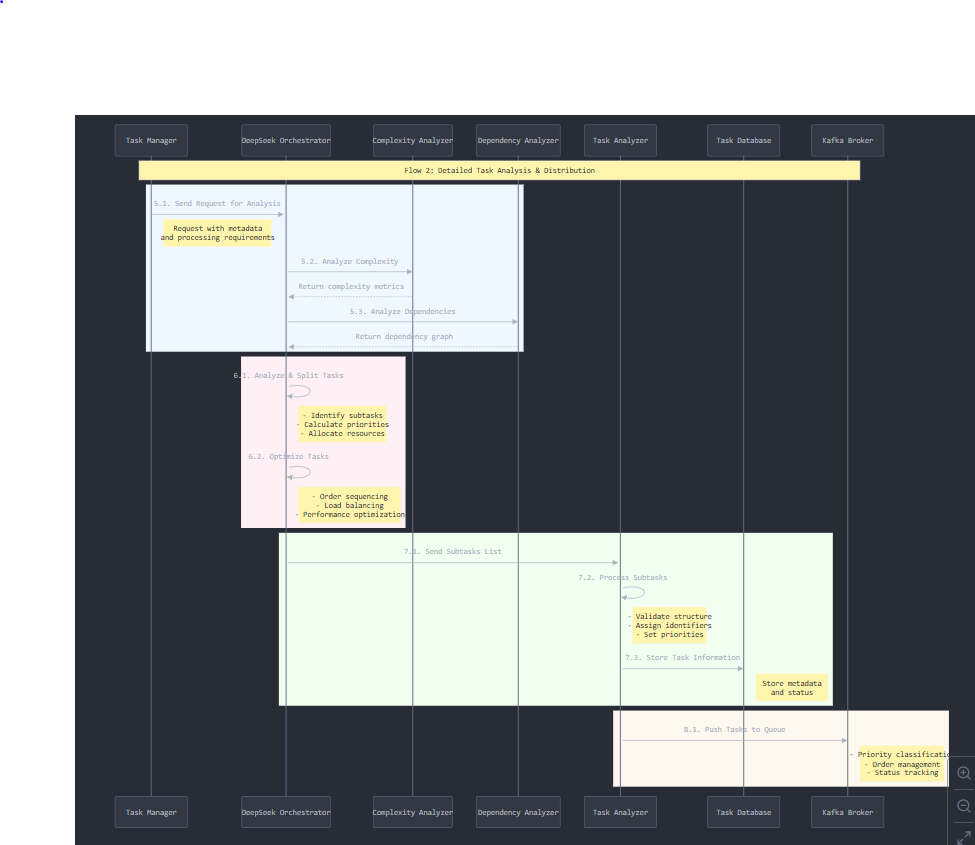 Task Manager
DeepSeek Orchestrator
Complexity Analyzer
Dependency Analyzer
Task Analyzer
Task Database
Kafka Broker
Flow 2: Detailed Task Analysis & Distribution
5.1. Send Request for Analysis
Request with metadata
and processing requirements
5.2. Analyze Complexity
Return complexity metrics
5.3. Analyze Dependencies
Return dependency graph
6.1. Analyze & Split Tasks
- Identify subtasks
- Calculate priorities
- Allocate resources
6.2. Optimize Tasks
- Order sequencing
- Load balancing
- Performance optimization
7.1. Send Subtasks List
7.2. Process Subtasks
- Validate structure
- Assign identifiers
- Set priorities
7.3. Store Task Information
Store metadata
and status
8.1. Push Tasks to Queue
- Priority classificatio
- Order management
- Status tracking
Task Manager
DeepSeek Orchestrator
Complexity Analyzer
Dependency Analyzer
Task Analyzer
Task Database
Kafka Broker